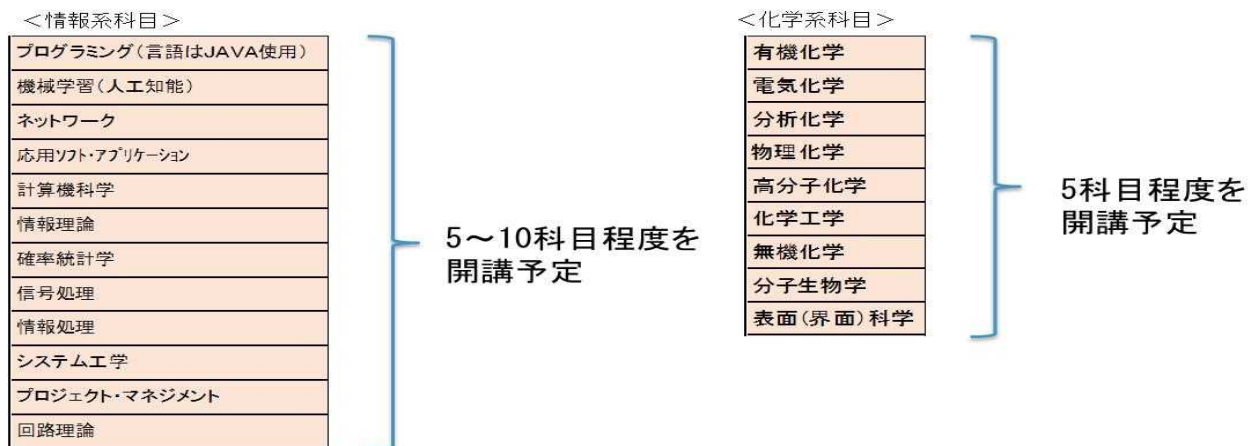 ＜情報系科目＞
プログラミング（言語はJAVA使用）
機械学習（人工知能）
ネットワーク
応用ｿﾌﾄ・ｱﾌﾟﾘｹｰｼｮﾝ
計算機科学
情報理論
確率統計学
信号処理
情報処理
システム工学
プロジェクト・マネジメント
回路理論
5～10科目程度を
開講予定
＜化学系科目＞
有機化学
電気化学
分析化学
物理化学
高分子化学
化学工学
無機化学
分子生物学
表面（界面）科学
5科目程度を
開講予定